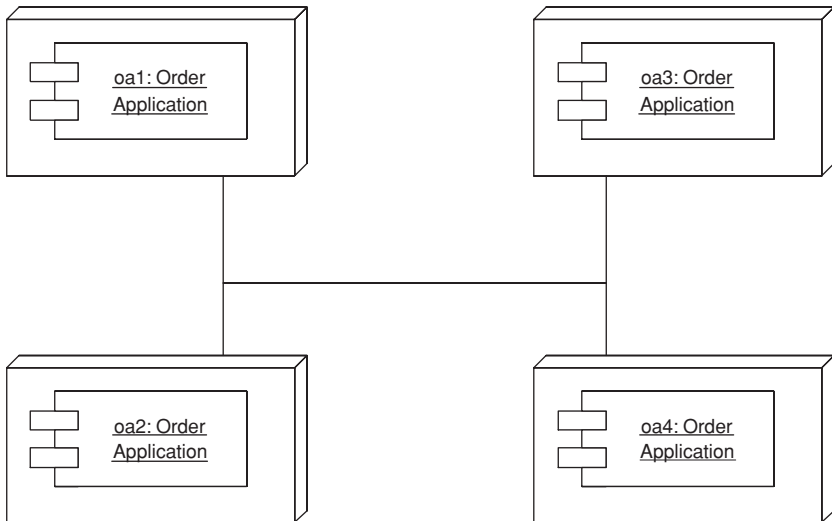 oa1: Order
Application
oa3: Order
Application
oa2: Order
Application
oa4: Order
Application